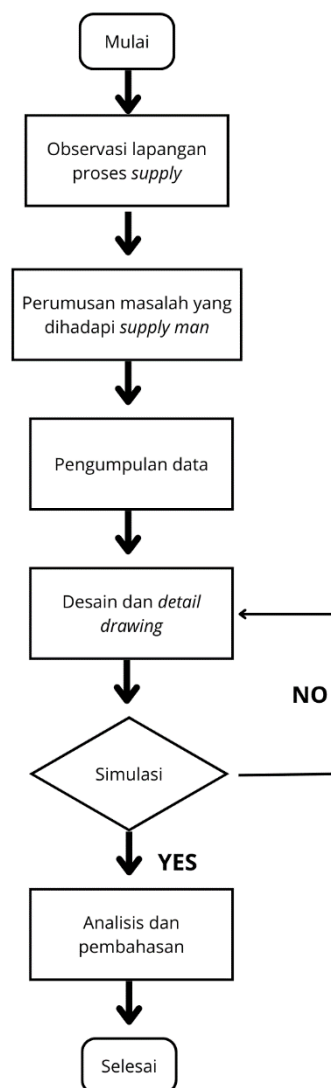 Mulai
Observasi lapangan
proses supply
Perumusan masalah yang
dihadapi supply man
Pengumpulan data
Desain dan detail
drawing
NO
Simulasi
YES
Analisis dan
pembahasan
Selesai